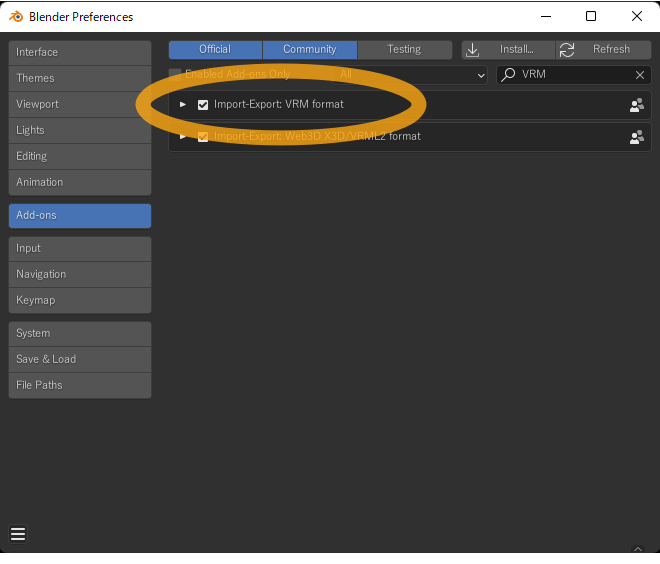 Blender Preferences
Interface
Themes
Viewport
Lights
Editing
Animation
Add-ons
Input
Navigation
Keymap
System
Save & Load
File Paths
Official Community Testing Install... Refresh
Enabled Add-ons Only All VRM
Import-Export: VRM format
Import-Export: Web3D X3D/VRML2 format